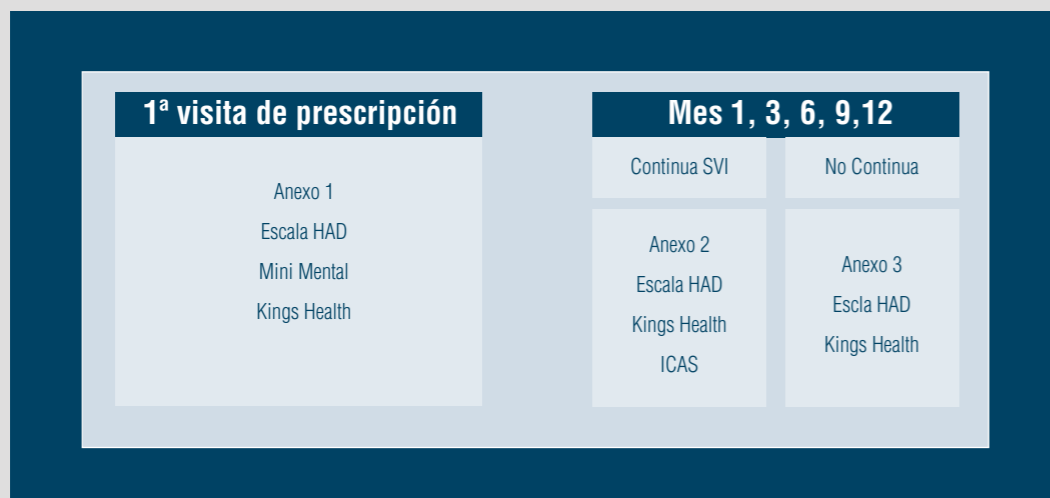 1ª visita de prescripción
Anexo 1
Escala HAD
Mini Mental
Kings Health
Mes 1, 3, 6, 9,12
Continua SVI
No Continua
Anexo 2
Escala HAD
Kings Health
ICAS
Anexo 3
Escla HAD
Kings Health